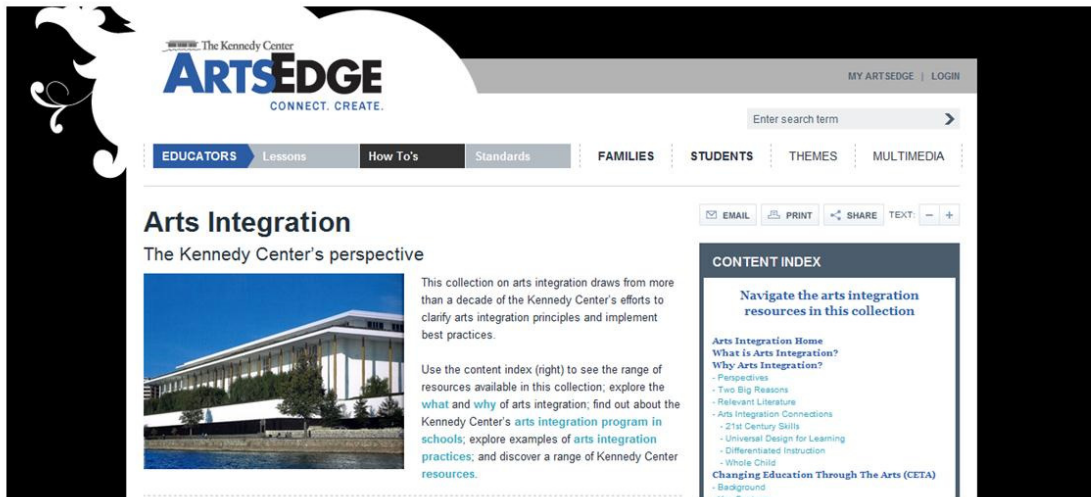 The Kennedy Center
ARTSEDGE
CONNECT. CREATE.
MY ARTSEDGE | LOGIN
Enter search term
EDUCATORS Lessons How To's Standards FAMILIES STUDENTS THEMES MULTIMEDIA
Arts Integration
The Kennedy Center's perspective
This collection on arts integration draws from more
than a decade of the Kennedy Center's efforts to
clarify arts integration principles and implement
best practices.
Use the content index (right) to see the range of
resources available in this collection; explore the
what and why of arts integration; find out about the
Kennedy Center's arts integration program in
schools; explore examples of arts integration
practices; and discover a range of Kennedy Center
resources.
EMAIL PRINT SHARE TEXT: - +
CONTENT INDEX
Navigate the arts integration
resources in this collection
Arts Integration Home
What is Arts Integration?
Why Arts Integration?
- Perspectives
- Two Big Reasons
- Relevant Literature
- Arts Integration Connections
- 21st Century Skills
- Universal Design for Learning
- Differentiated Instruction
- Whole Child
Changing Education Through The Arts (CETA)
- Background